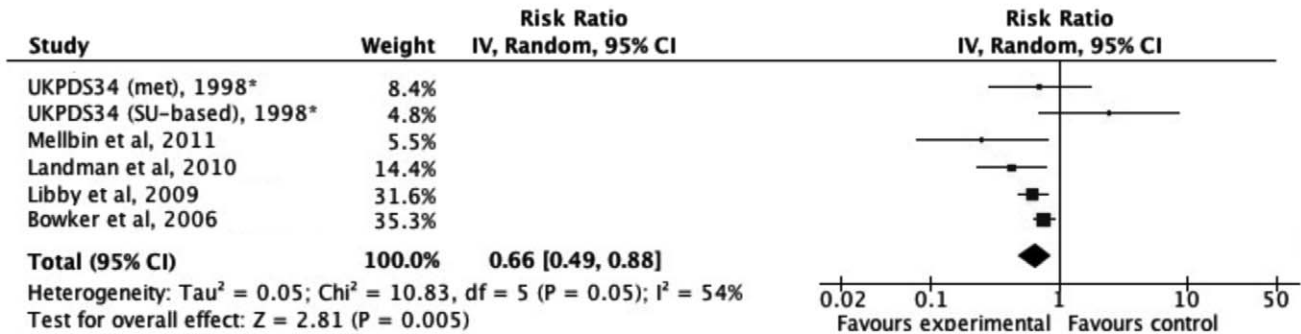 Risk Ratio Risk Ratio
Study Weight IV, Random, 95% CI IV, Random, 95% CI
UKPDS34 (met), 1998* 8.4%
UKPDS34 (SU-based), 1998* 4.8%
Mellbin et al, 2011 5.5%
Landman et al, 2010 14.4%
Libby et al, 2009 31.6%
Bowker et al, 2006 35.3%
Total (95% CI) 100.0% 0.66 [0.49, 0.88]
Heterogeneity: Tau² = 0.05; Chi² = 10.83, df = 5 (P = 0.05); I² = 54%
Test for overall effect: Z = 2.81 (P = 0.005)
0.02 0.1 1 10 50
Favours experimental Favours control